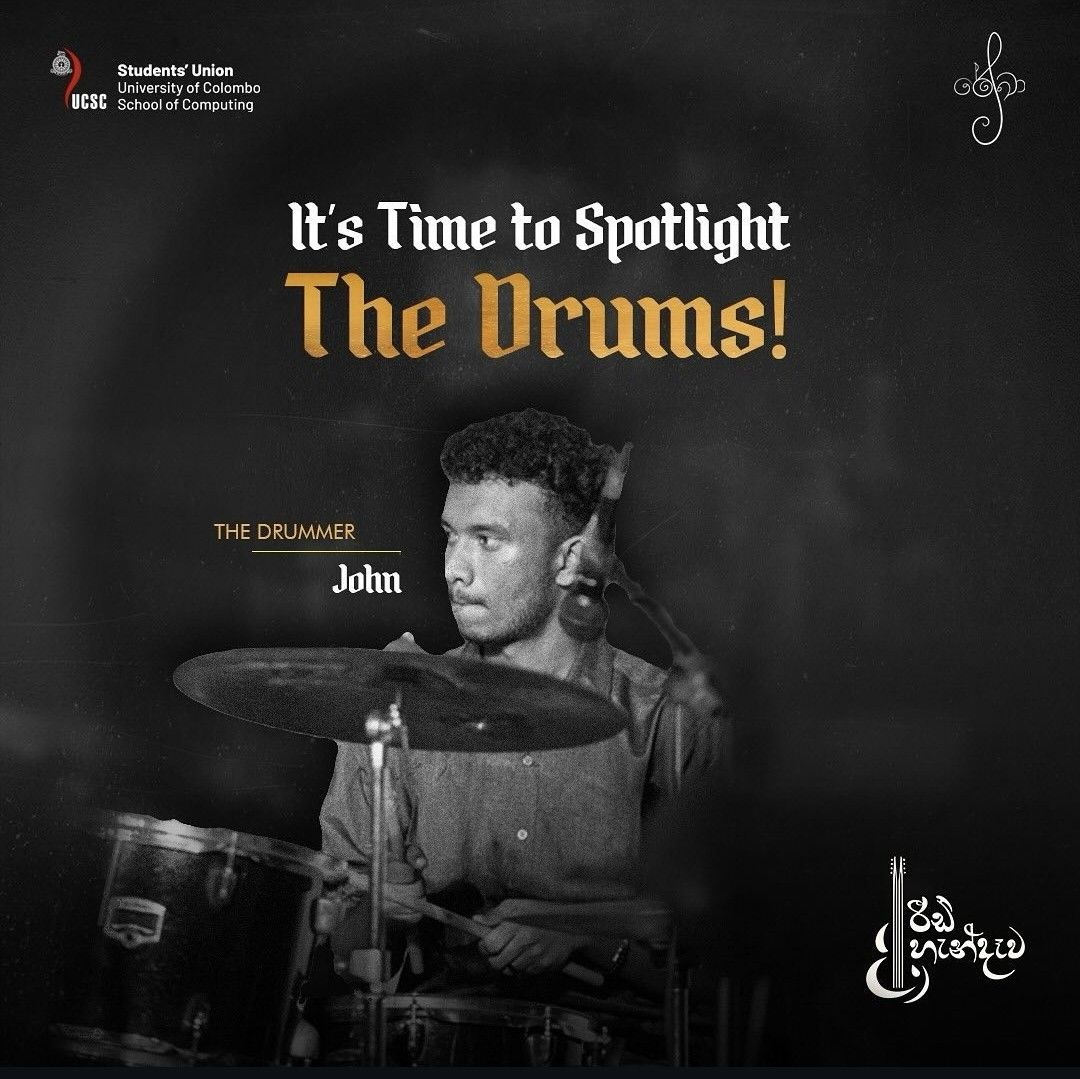 Students' Union
University of Colombo
School of Computing
UCSC
It's Time to Spotlight
The Drums!
THE DRUMMER
John
රීඩ්
හැන්දෑව